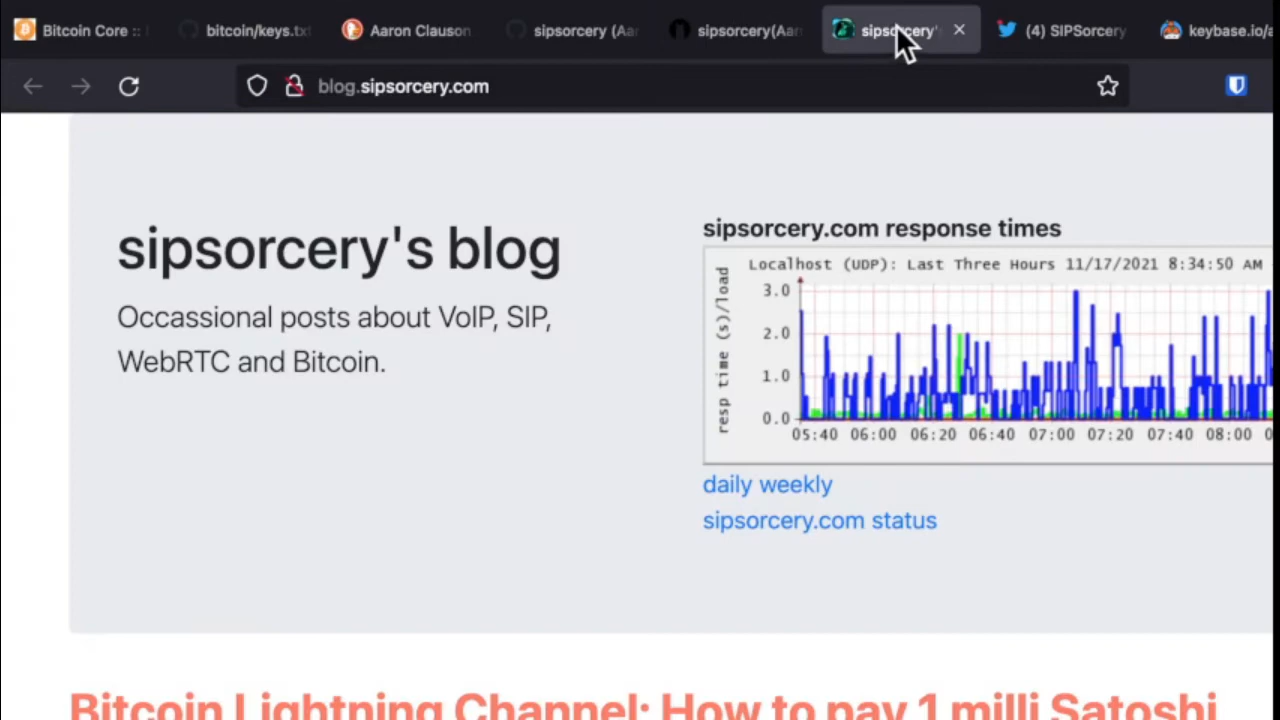 Bitcoin Core ::
bitcoin/keys.txt
Aaron Clauson
sipsorcery (Aar
sipsorcery(Aar
sipsorcery'
(4) SIPSorcery
keybase.io/a
blog.sipsorcery.com
sipsorcery's blog
Occassional posts about VoIP, SIP,
WebRTC and Bitcoin.
sipsorcery.com response times
Localhost (UDP): Last Three Hours 11/17/2021 8:34:50 AM
resp time (s)/load
3.0
2.0
1.0
0.0
05:40 06:00 06:20 06:40 07:00 07:20 07:40 08:00 0
daily weekly
sipsorcery.com status
Bitcoin Lightning Channel: How to pay 1 milli Satoshi